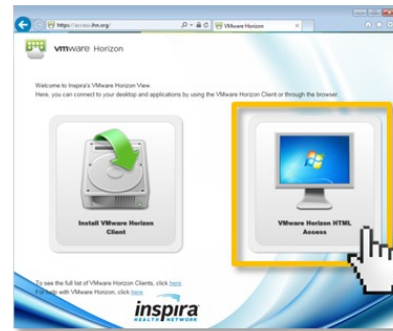 https://access.ihn.org/
VMware Horizon
vmware Horizon
Welcome to Inspira's VMware Horizon View.
Here, you can connect to your desktop and applications by using the VMware Horizon Client or through the browser.
Install VMware Horizon
Client
VMware Horizon HTML
Access
To see the full list of VMware Horizon Clients, click here.
For help with VMware Horizon, click here.
inspira
HEALTH NETWORK